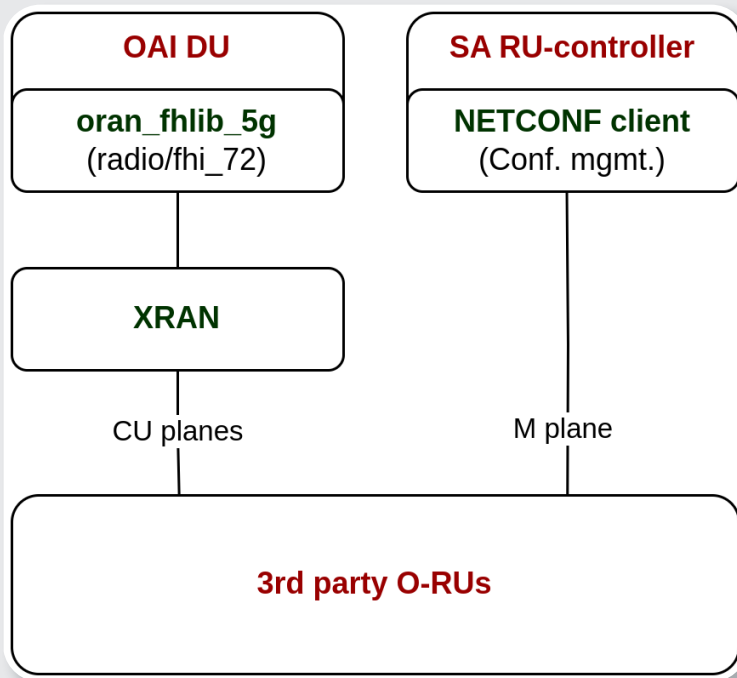 OAI DU
oran_fhlib_5g
(radio/fhi_72)
SA RU-controller
NETCONF client
(Conf. mgmt.)
XRAN
CU planes
M plane
3rd party O-RUs